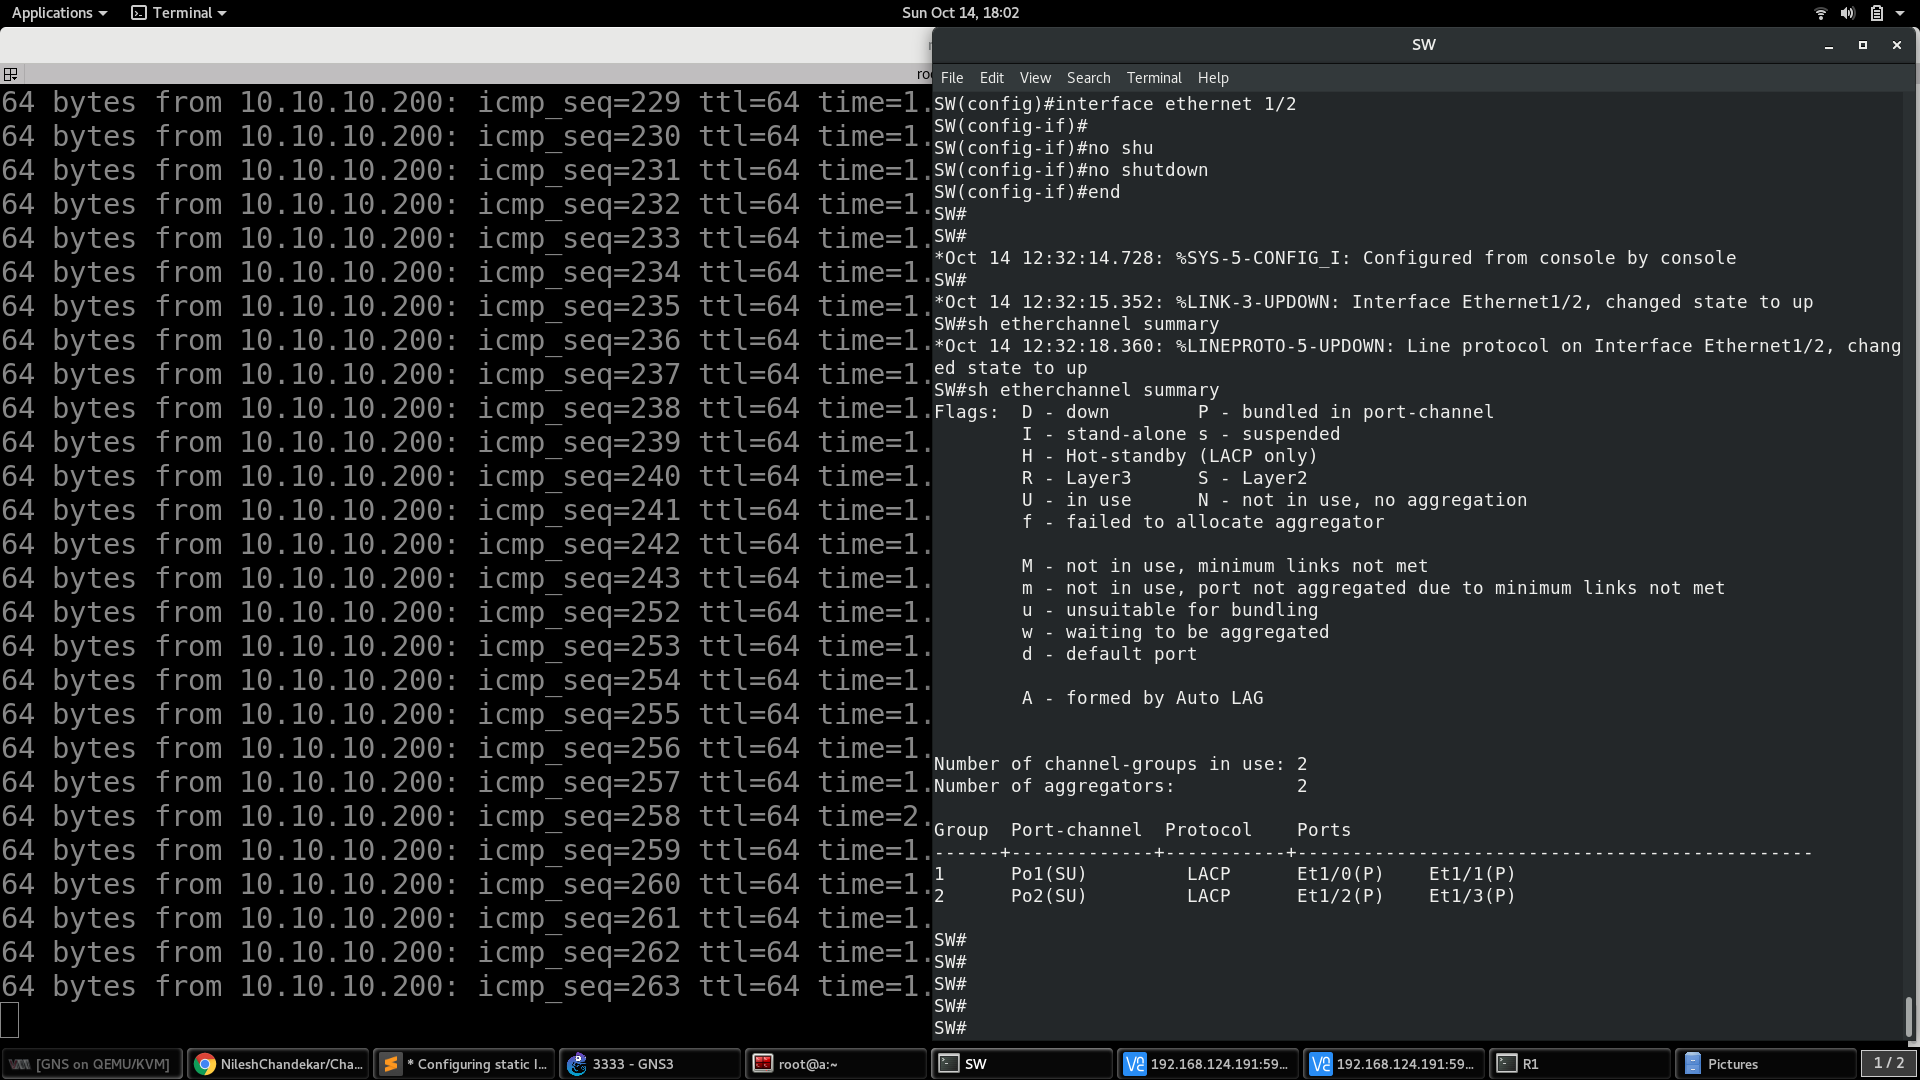 Applications
Terminal
Sun Oct 14, 18:02
SW
File Edit View Search Terminal Help
64 bytes from 10.10.10.200: icmp_seq=229 ttl=64 time=1.
64 bytes from 10.10.10.200: icmp_seq=230 ttl=64 time=1.
64 bytes from 10.10.10.200: icmp_seq=231 ttl=64 time=1.
64 bytes from 10.10.10.200: icmp_seq=232 ttl=64 time=1.
64 bytes from 10.10.10.200: icmp_seq=233 ttl=64 time=1.
64 bytes from 10.10.10.200: icmp_seq=234 ttl=64 time=1.
64 bytes from 10.10.10.200: icmp_seq=235 ttl=64 time=1.
64 bytes from 10.10.10.200: icmp_seq=236 ttl=64 time=1.
64 bytes from 10.10.10.200: icmp_seq=237 ttl=64 time=1.
64 bytes from 10.10.10.200: icmp_seq=238 ttl=64 time=1.
64 bytes from 10.10.10.200: icmp_seq=239 ttl=64 time=1.
64 bytes from 10.10.10.200: icmp_seq=240 ttl=64 time=1.
64 bytes from 10.10.10.200: icmp_seq=241 ttl=64 time=1.
64 bytes from 10.10.10.200: icmp_seq=242 ttl=64 time=1.
64 bytes from 10.10.10.200: icmp_seq=243 ttl=64 time=1.
64 bytes from 10.10.10.200: icmp_seq=252 ttl=64 time=1.
64 bytes from 10.10.10.200: icmp_seq=253 ttl=64 time=1.
64 bytes from 10.10.10.200: icmp_seq=254 ttl=64 time=1.
64 bytes from 10.10.10.200: icmp_seq=255 ttl=64 time=1.
64 bytes from 10.10.10.200: icmp_seq=256 ttl=64 time=1.
64 bytes from 10.10.10.200: icmp_seq=257 ttl=64 time=1.
64 bytes from 10.10.10.200: icmp_seq=258 ttl=64 time=2.
64 bytes from 10.10.10.200: icmp_seq=259 ttl=64 time=1.
64 bytes from 10.10.10.200: icmp_seq=260 ttl=64 time=1.
64 bytes from 10.10.10.200: icmp_seq=261 ttl=64 time=1.
64 bytes from 10.10.10.200: icmp_seq=262 ttl=64 time=1.
64 bytes from 10.10.10.200: icmp_seq=263 ttl=64 time=1.
SW(config)#interface ethernet 1/2
SW(config-if)#
SW(config-if)#no shu
SW(config-if)#no shutdown
SW(config-if)#end
SW#
SW#
*Oct 14 12:32:14.728: %SYS-5-CONFIG_I: Configured from console by console
SW#
*Oct 14 12:32:15.352: %LINK-3-UPDOWN: Interface Ethernet1/2, changed state to up
SW#sh etherchannel summary
*Oct 14 12:32:18.360: %LINEPROTO-5-UPDOWN: Line protocol on Interface Ethernet1/2, chang
ed state to up
SW#sh etherchannel summary
Flags:  D - down        P - bundled in port-channel
        I - stand-alone s - suspended
        H - Hot-standby (LACP only)
        R - Layer3      S - Layer2
        U - in use      N - not in use, no aggregation
        f - failed to allocate aggregator
        M - not in use, minimum links not met
        m - not in use, port not aggregated due to minimum links not met
        u - unsuitable for bundling
        w - waiting to be aggregated
        d - default port
        A - formed by Auto LAG
Number of channel-groups in use: 2
Number of aggregators:           2
Group  Port-channel  Protocol    Ports
------+-------------+-----------+-----------------------------------------------
1      Po1(SU)         LACP      Et1/0(P)    Et1/1(P)
2      Po2(SU)         LACP      Et1/2(P)    Et1/3(P)
SW#
SW#
SW#
SW#
SW#
[GNS on QEMU/KVM]
NileshChandekar/Cha...
* Configuring static I...
3333 - GNS3
root@a:~
SW
192.168.124.191:59...
192.168.124.191:59...
R1
Pictures
1 / 2